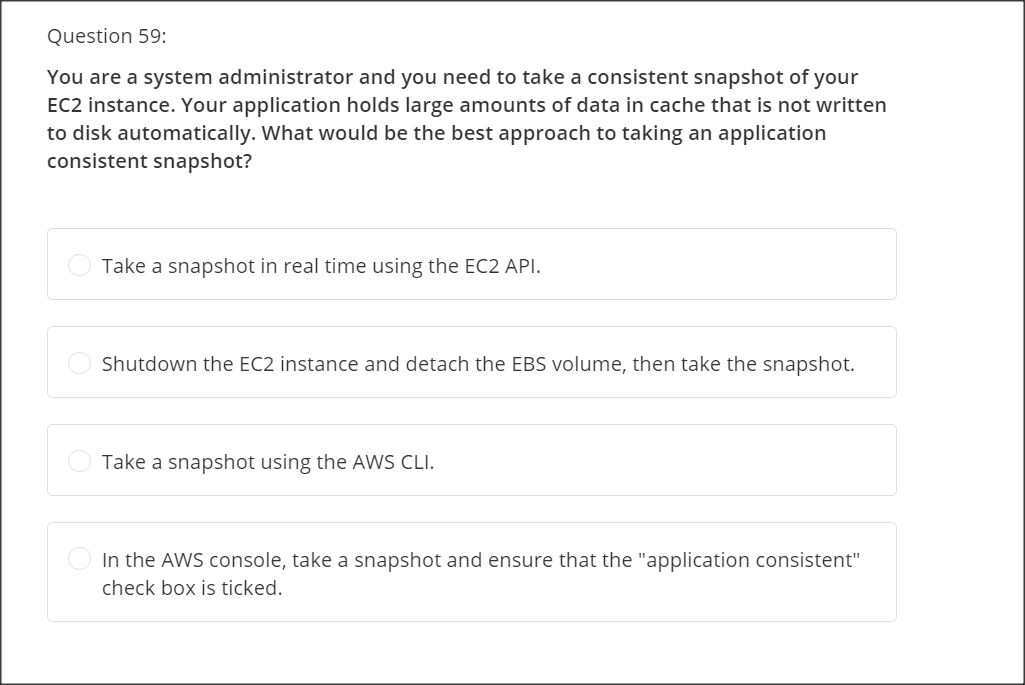 Question 59:
You are a system administrator and you need to take a consistent snapshot of your
EC2 instance. Your application holds large amounts of data in cache that is not written
to disk automatically. What would be the best approach to taking an application
consistent snapshot?
Take a snapshot in real time using the EC2 API.
Shutdown the EC2 instance and detach the EBS volume, then take the snapshot.
Take a snapshot using the AWS CLI.
In the AWS console, take a snapshot and ensure that the "application consistent"
check box is ticked.